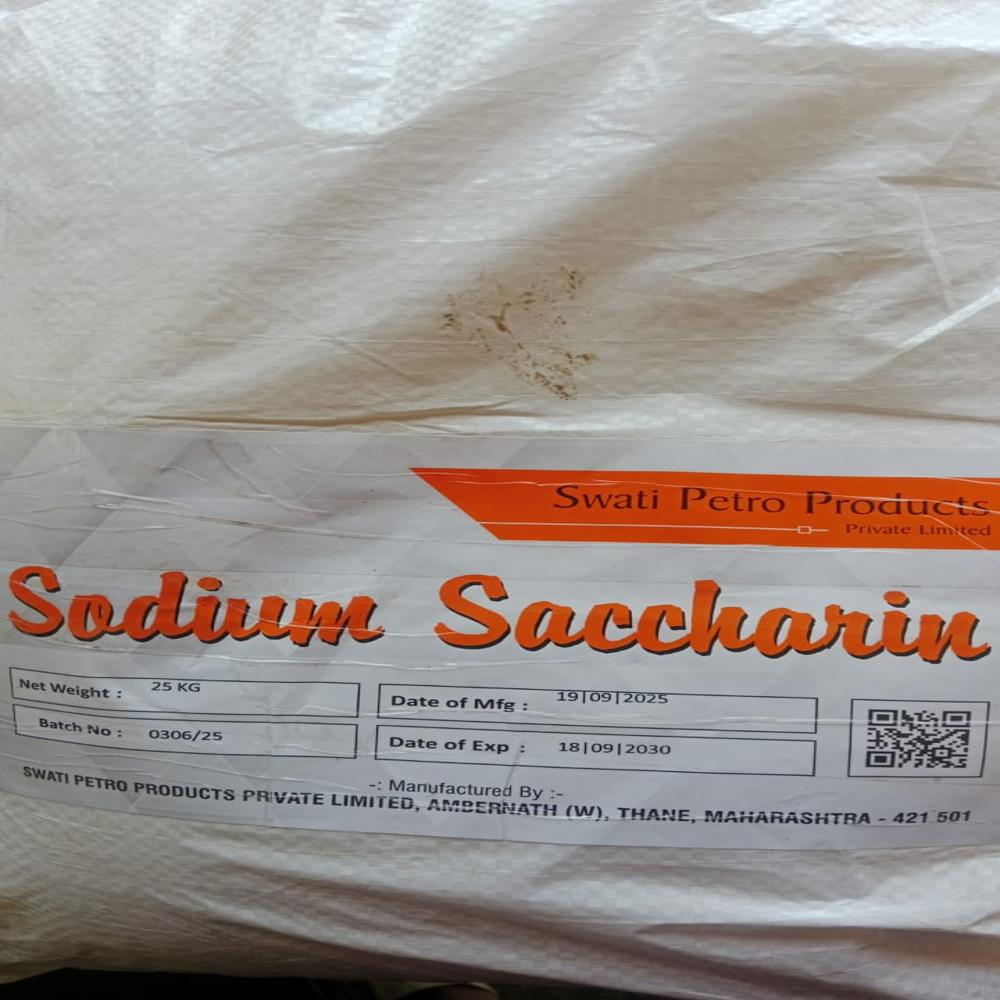 Swati Petro Products
Private Limited
Sodium Saccharin
Net Weight : 25 KG
Date of Mfg : 19|09|2025
Batch No : 0306/25
Date of Exp : 18|09|2030
-: Manufactured By :-
SWATI PETRO PRODUCTS PRIVATE LIMITED, AMBERNATH (W), THANE, MAHARASHTRA - 421 501